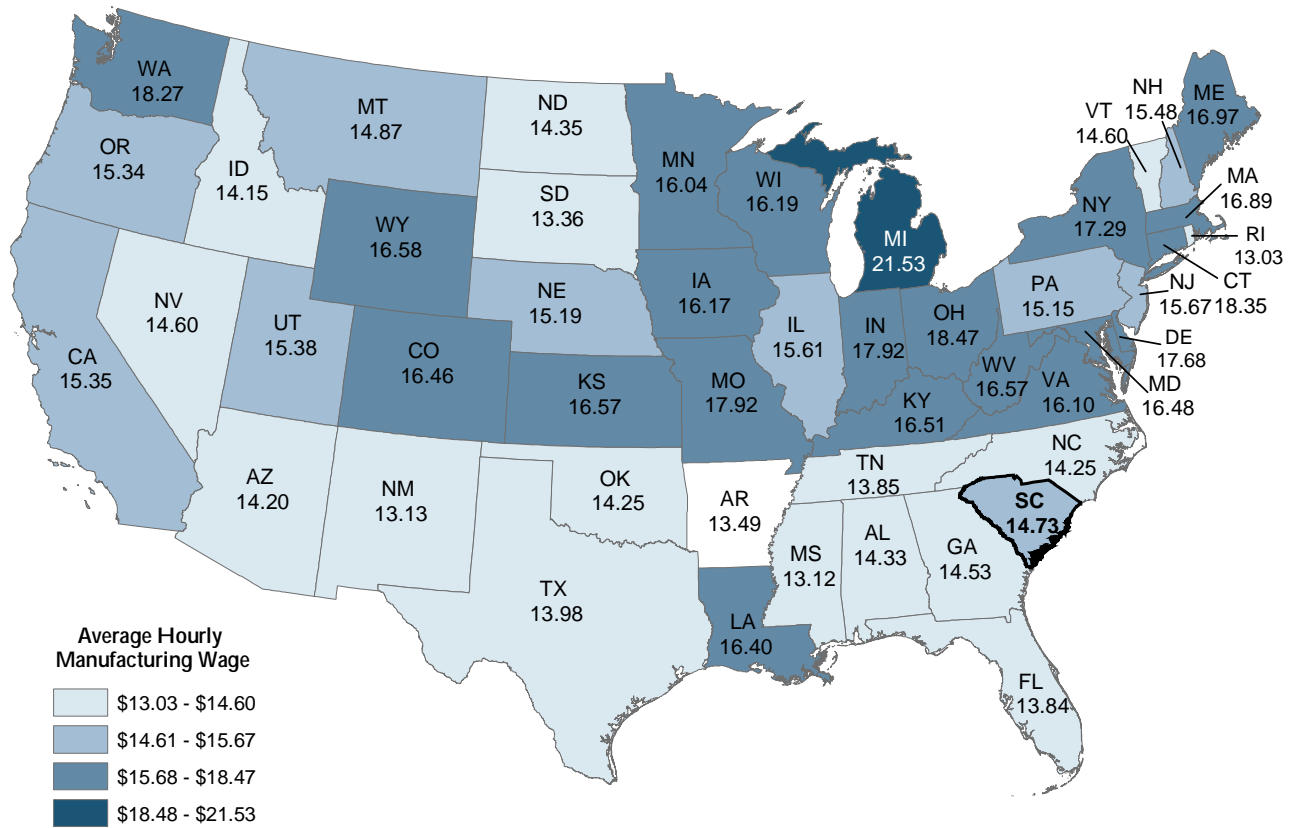 WA
18.27
MT
14.87
ND
14.35
OR
15.34
ID
14.15
SD
13.36
MN
16.04
WI
16.19
MI
21.53
NH
15.48
VT
14.60
ME
16.97
MA
16.89
NY
17.29
RI
13.03
CT
18.35
NJ
15.67
PA
15.15
DE
17.68
MD
16.48
WY
16.58
NE
15.19
IA
16.17
IL
15.61
IN
17.92
OH
18.47
WV
16.57
VA
16.10
KY
16.51
NV
14.60
UT
15.38
CO
16.46
KS
16.57
MO
17.92
CA
15.35
AZ
14.20
NM
13.13
OK
14.25
AR
13.49
TN
13.85
NC
14.25
SC
14.73
MS
13.12
AL
14.33
GA
14.53
TX
13.98
LA
16.40
FL
13.84
Average Hourly
Manufacturing Wage
$13.03 - $14.60
$14.61 - $15.67
$15.68 - $18.47
$18.48 - $21.53